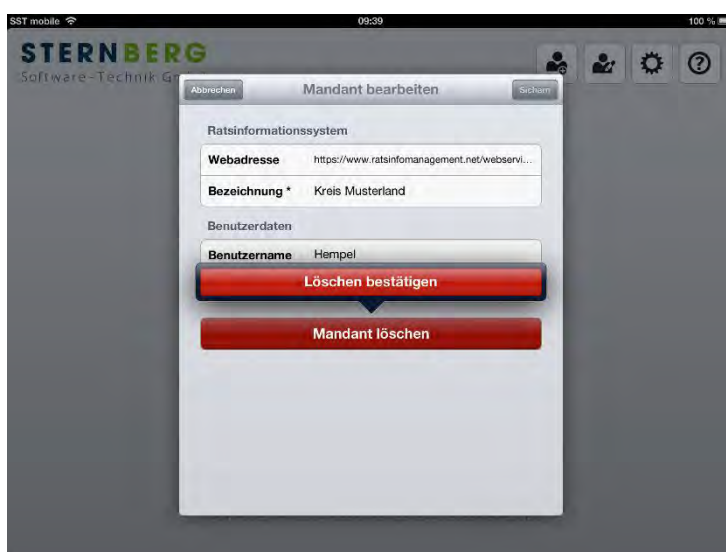 SST mobile 09:39 100 %
STERNBERG
Software-Technik G
Abbrechen Mandant bearbeiten Sichern
Ratsinformationssystem
Webadresse https://www.ratsinfomanagement.net/webservi...
Bezeichnung * Kreis Musterland
Benutzerdaten
Benutzername Hempel
Löschen bestätigen
Mandant löschen